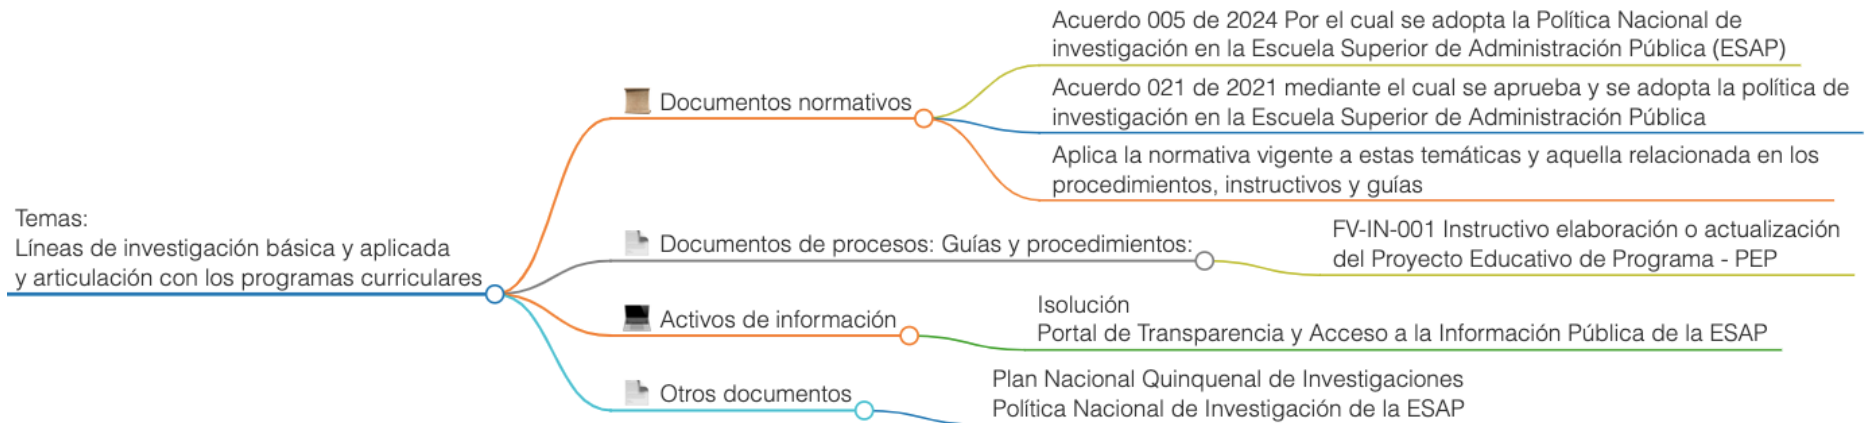 Temas:
Líneas de investigación básica y aplicada
y articulación con los programas curriculares
Documentos normativos
Acuerdo 005 de 2024 Por el cual se adopta la Política Nacional de
investigación en la Escuela Superior de Administración Pública (ESAP)
Acuerdo 021 de 2021 mediante el cual se aprueba y se adopta la política de
investigación en la Escuela Superior de Administración Pública
Aplica la normativa vigente a estas temáticas y aquella relacionada en los
procedimientos, instructivos y guías
Documentos de procesos: Guías y procedimientos:
FV-IN-001 Instructivo elaboración o actualización
del Proyecto Educativo de Programa - PEP
Activos de información
Isolución
Portal de Transparencia y Acceso a la Información Pública de la ESAP
Otros documentos
Plan Nacional Quinquenal de Investigaciones
Política Nacional de Investigación de la ESAP